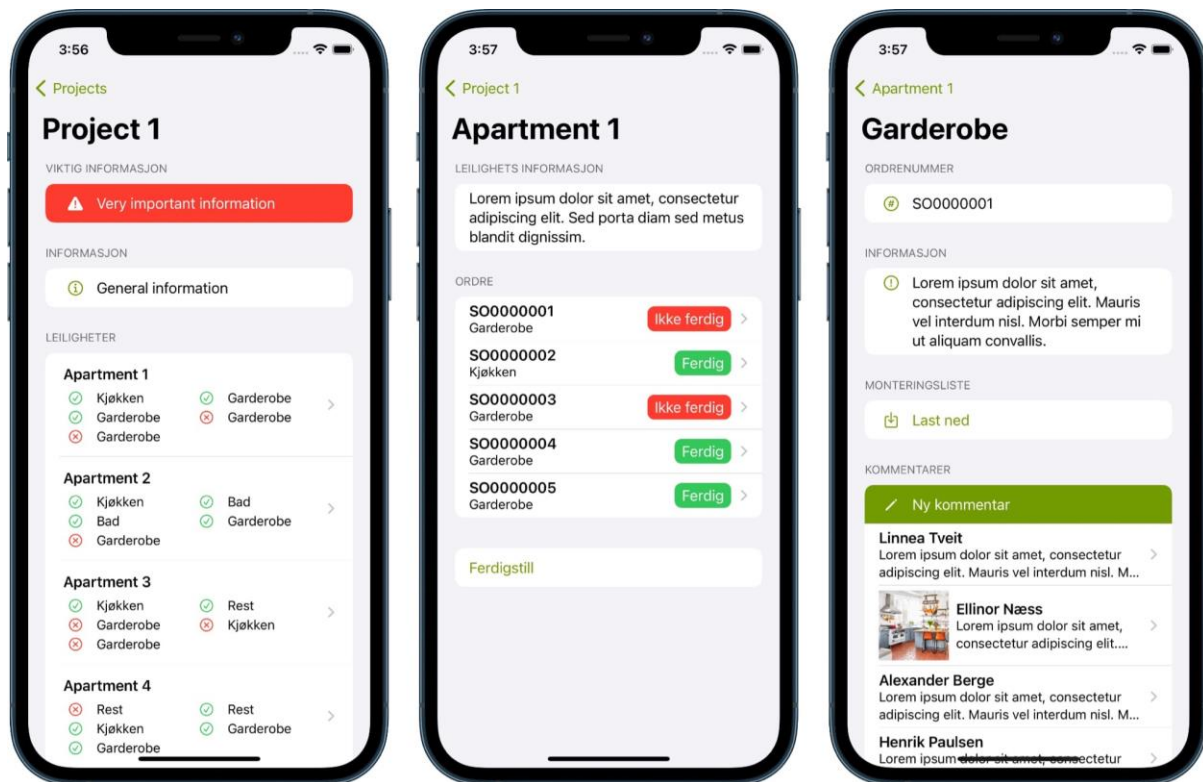 3:56
Projects
Project 1
VIKTIG INFORMASJON
Very important information
INFORMASJON
General information
LEILIGHETER
Apartment 1
Kjøkken Garderobe
Garderobe Garderobe
Garderobe
Apartment 2
Kjøkken Bad
Bad Garderobe
Garderobe
Apartment 3
Kjøkken Rest
Garderobe Kjøkken
Garderobe
Apartment 4
Rest Rest
Kjøkken Garderobe
Garderobe
3:57
Project 1
Apartment 1
LEILIGHETS INFORMASJON
Lorem ipsum dolor sit amet, consectetur
adipiscing elit. Sed porta diam sed metus
blandit dignissim.
ORDRE
SO0000001
Garderobe
Ikke ferdig
SO0000002
Kjøkken
Ferdig
SO0000003
Garderobe
Ikke ferdig
SO0000004
Garderobe
Ferdig
SO0000005
Garderobe
Ferdig
Ferdigstill
3:57
Apartment 1
Garderobe
ORDRENUMMER
# SO0000001
INFORMASJON
Lorem ipsum dolor sit amet,
consectetur adipiscing elit. Mauris
vel interdum nisl. Morbi semper mi
ut aliquam convallis.
MONTERINGSLISTE
Last ned
KOMMENTARER
Ny kommentar
Linnea Tveit
Lorem ipsum dolor sit amet, consectetur
adipiscing elit. Mauris vel interdum nisl. M...
Ellinor Næss
Lorem ipsum dolor sit amet,
consectetur adipiscing elit....
Alexander Berge
Lorem ipsum dolor sit amet, consectetur
adipiscing elit. Mauris vel interdum nisl. M...
Henrik Paulsen
Lorem ipsum dolor sit amet, consectetur